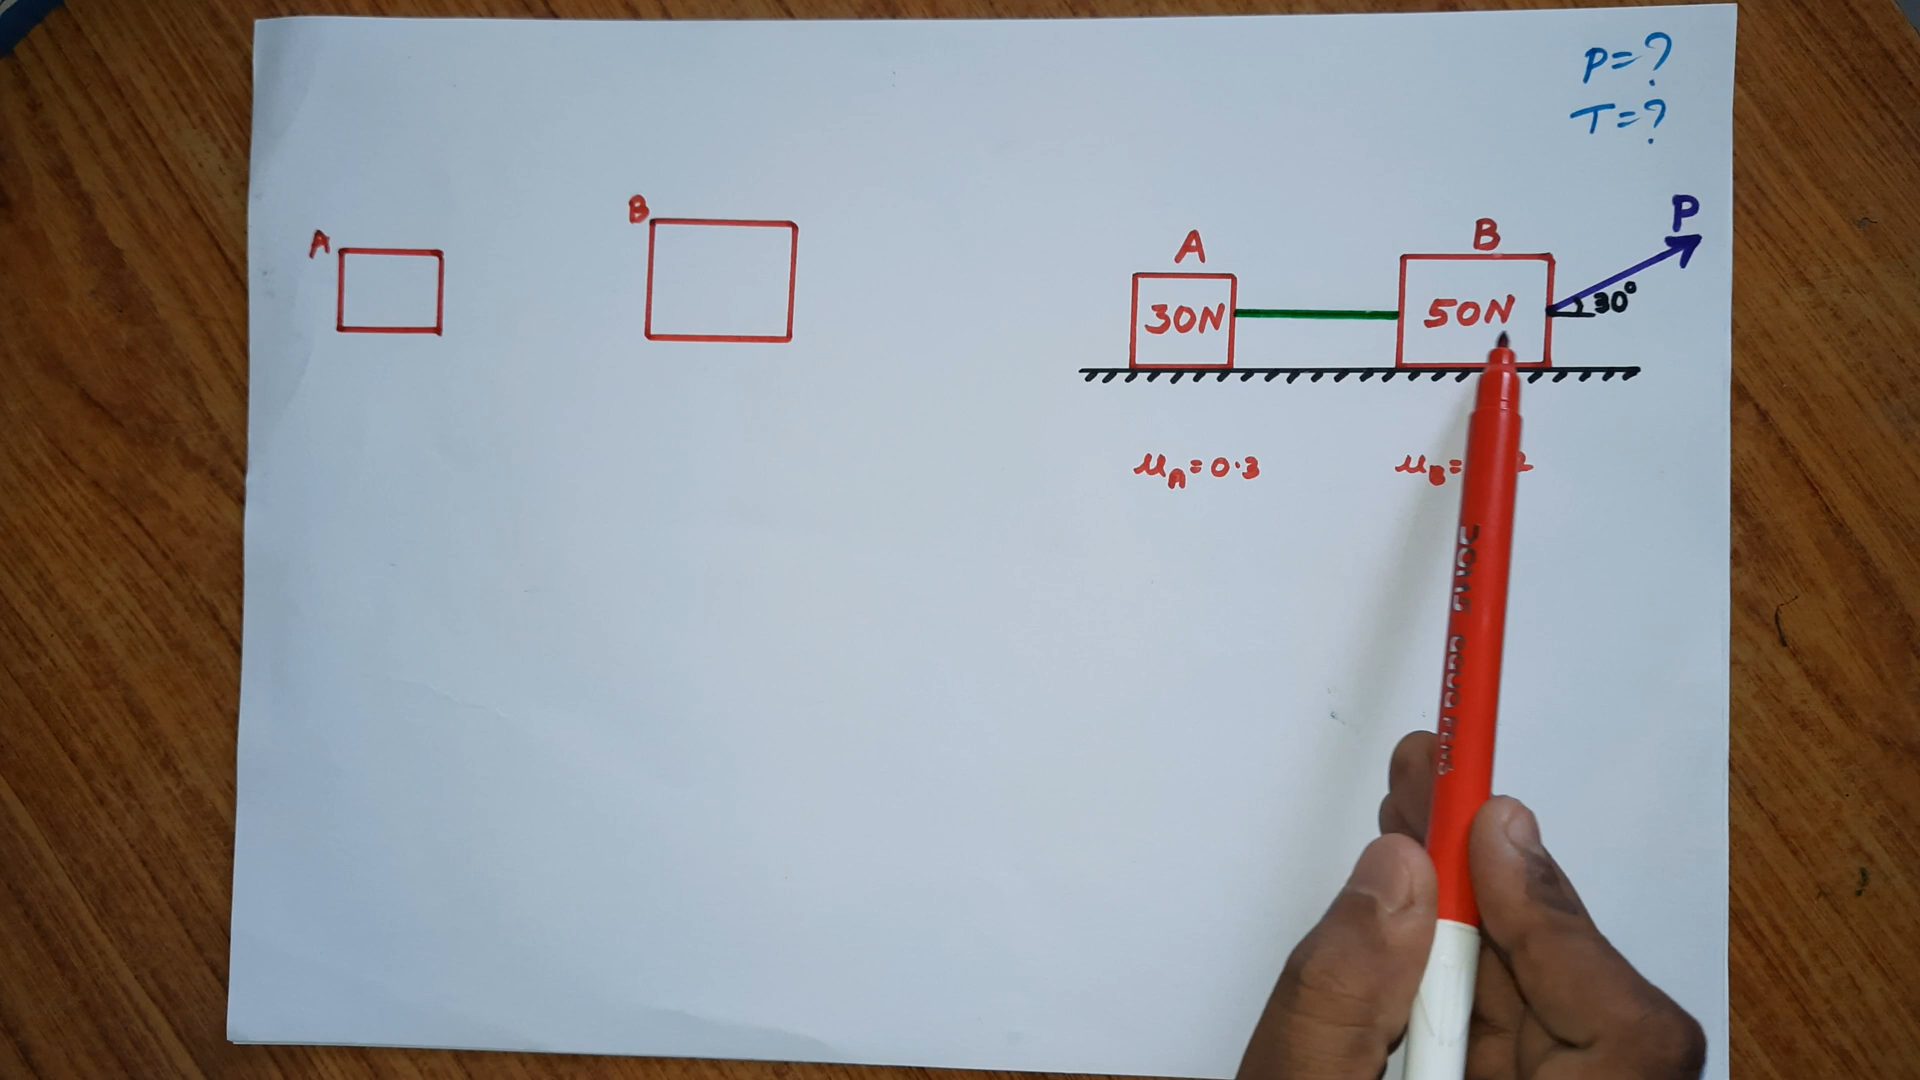 P=?
T=?
P
A
B
A
B
30N
50N
30°
μA=0.3
μB=